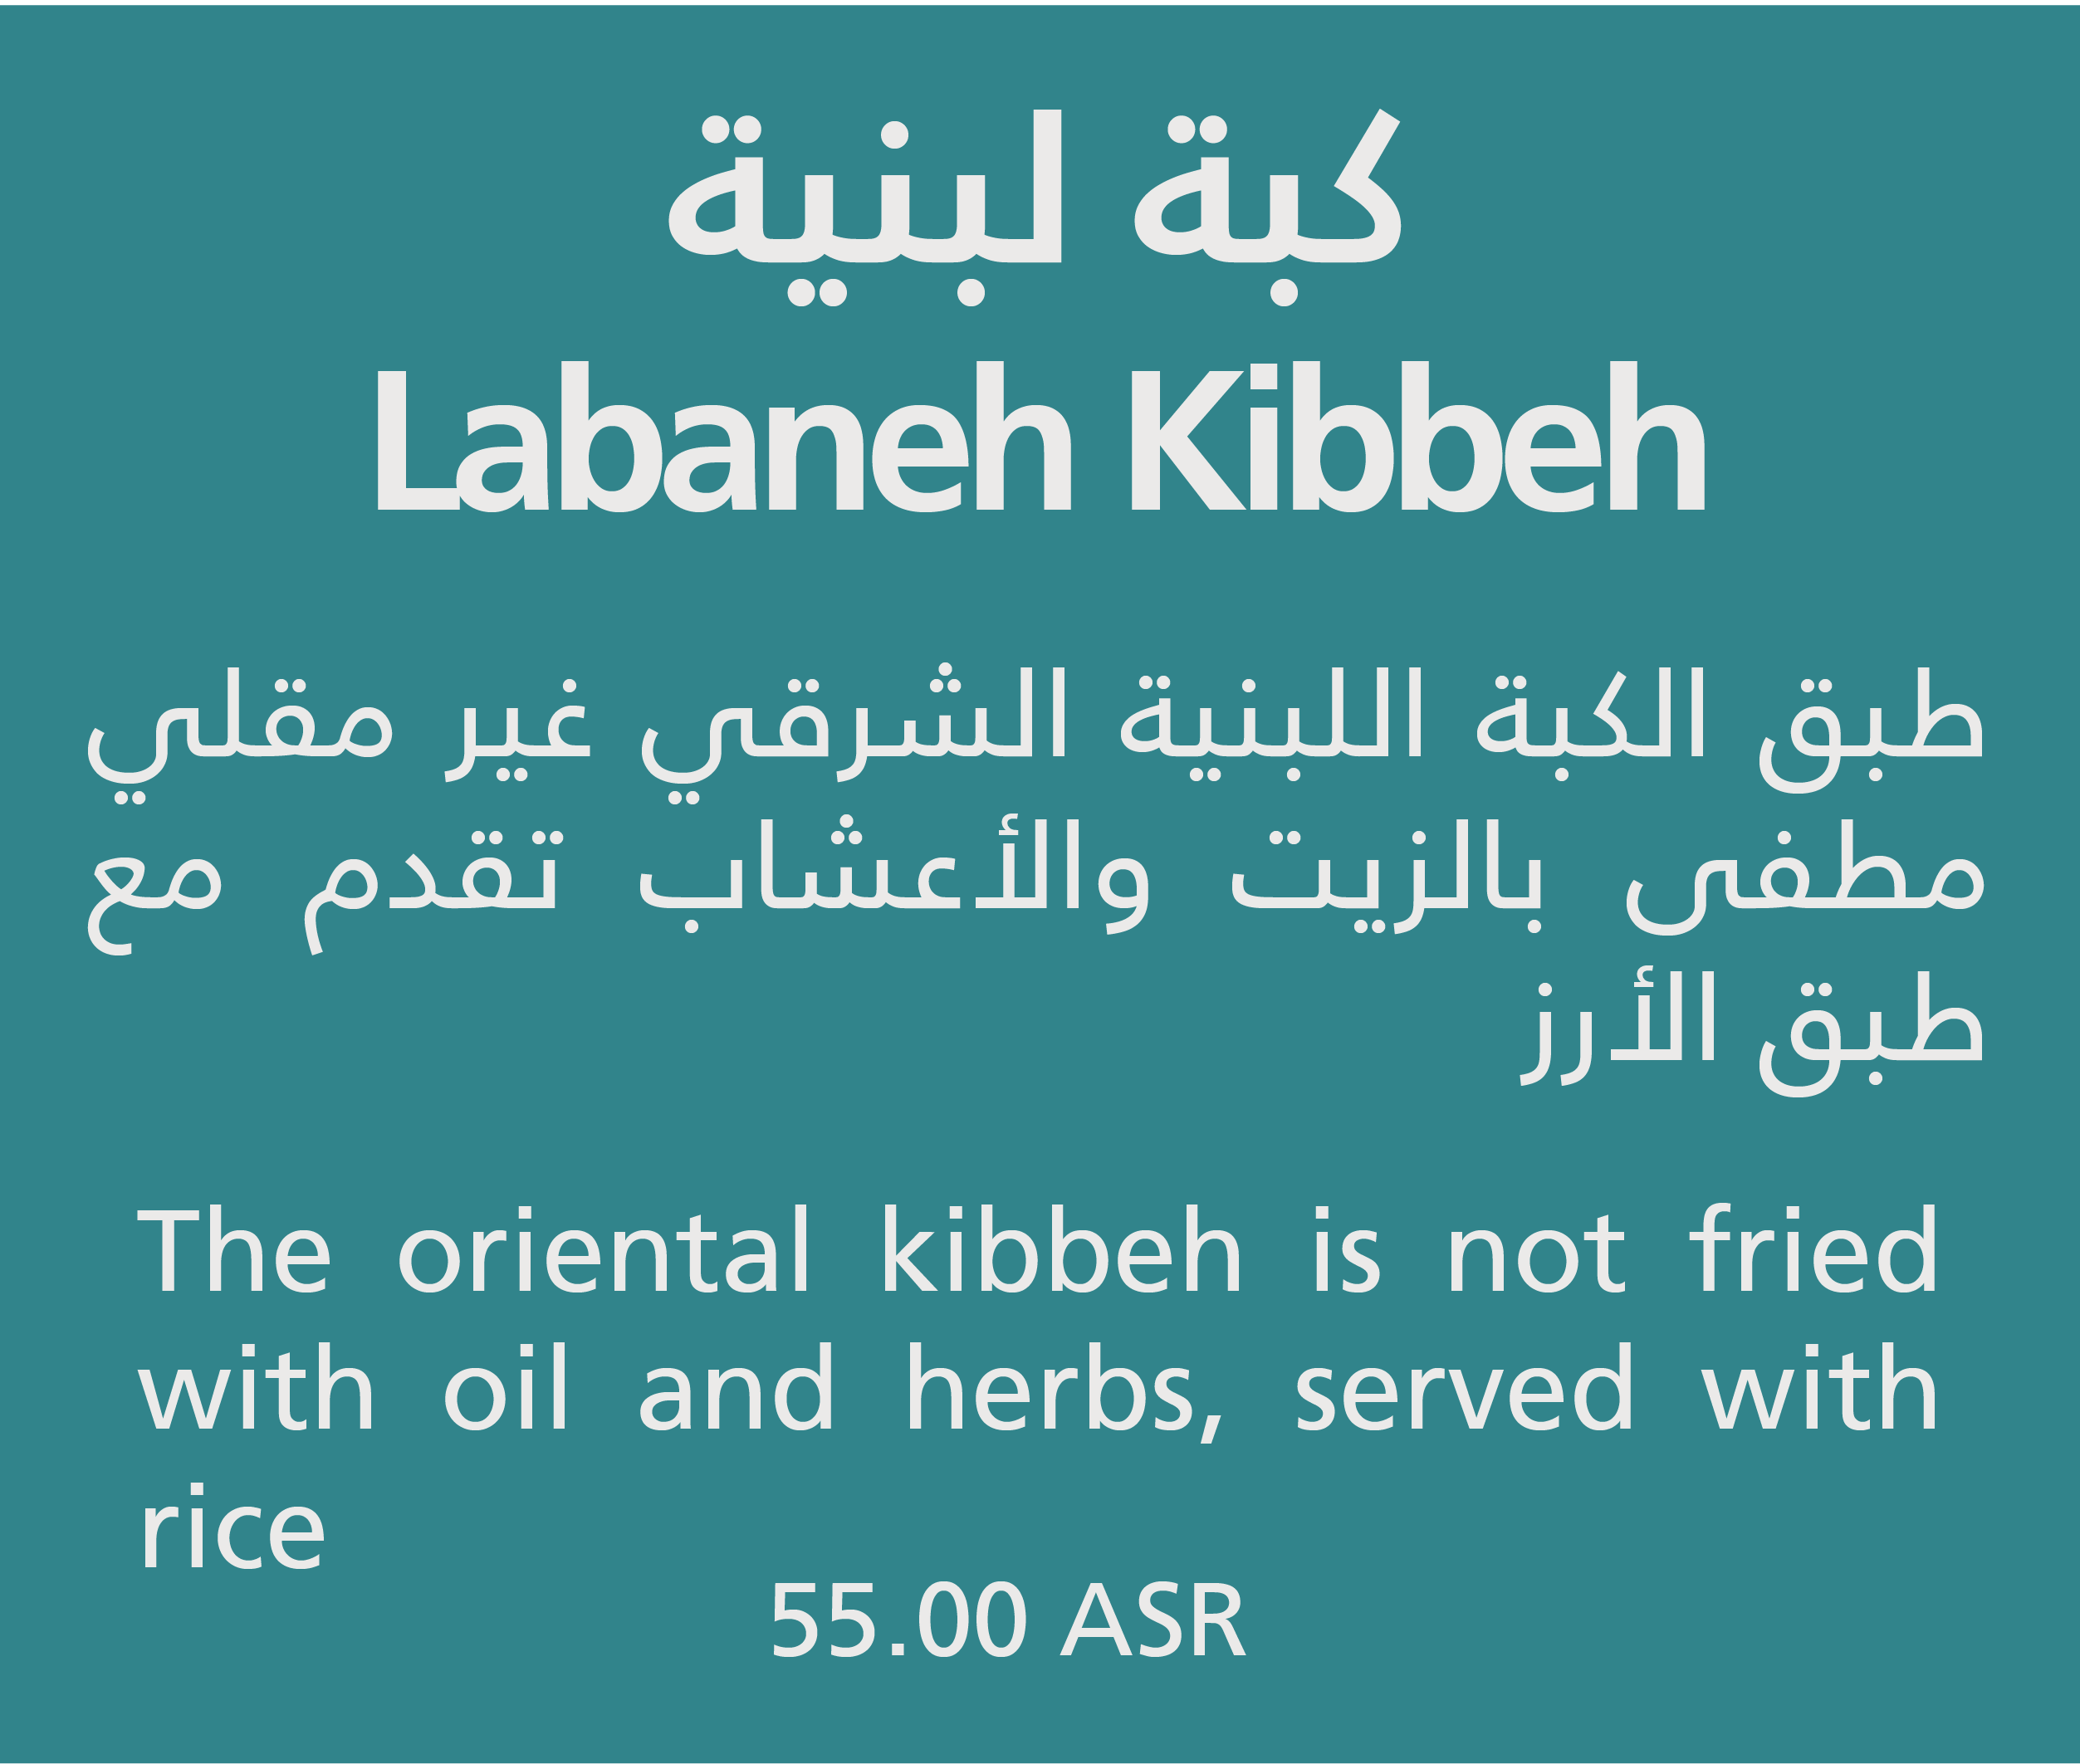 كبة لبنية
Labaneh Kibbeh
طبق الكبة اللبنية الشرقي غير مقلي
مطفى بالزيت والأعشاب تقدم مع
طبق الأرز
The oriental kibbeh is not fried
with oil and herbs, served with
rice
55.00 ASR